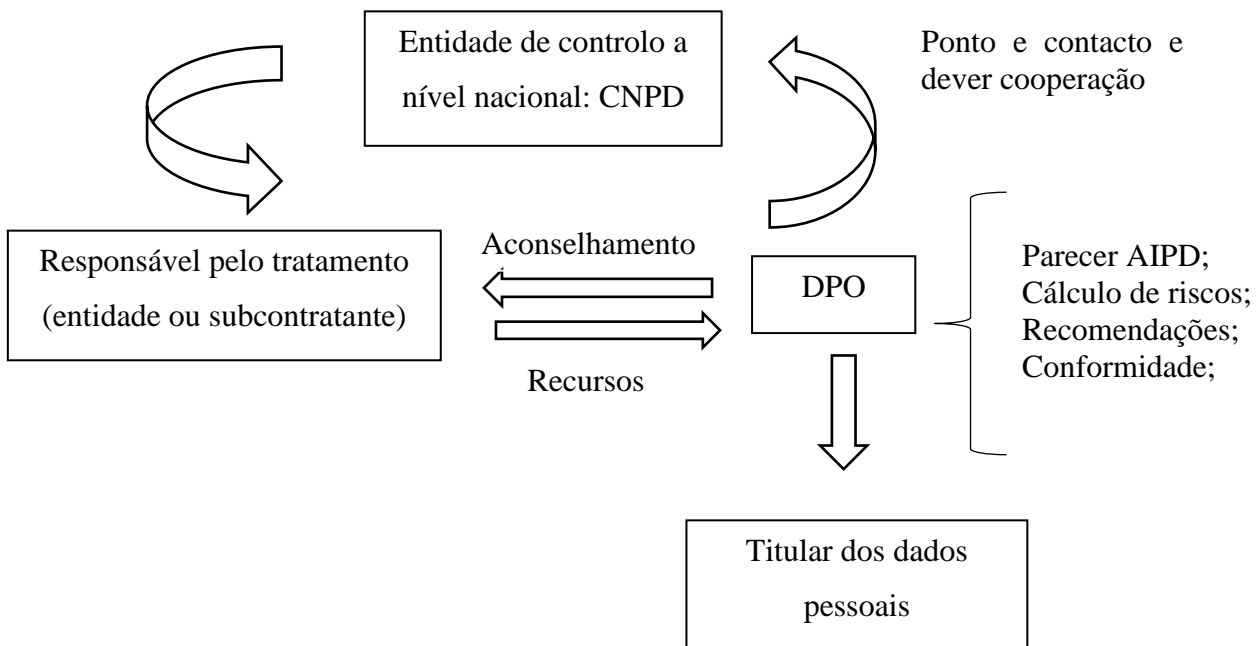 Entidade de controlo a
nível nacional: CNPD
Ponto e contacto e
dever cooperação
Responsável pelo tratamento
(entidade ou subcontratante)
Aconselhamento
Recursos
DPO
Parecer AIPD;
Cálculo de riscos;
Recomendações;
Conformidade;
Titular dos dados
pessoais